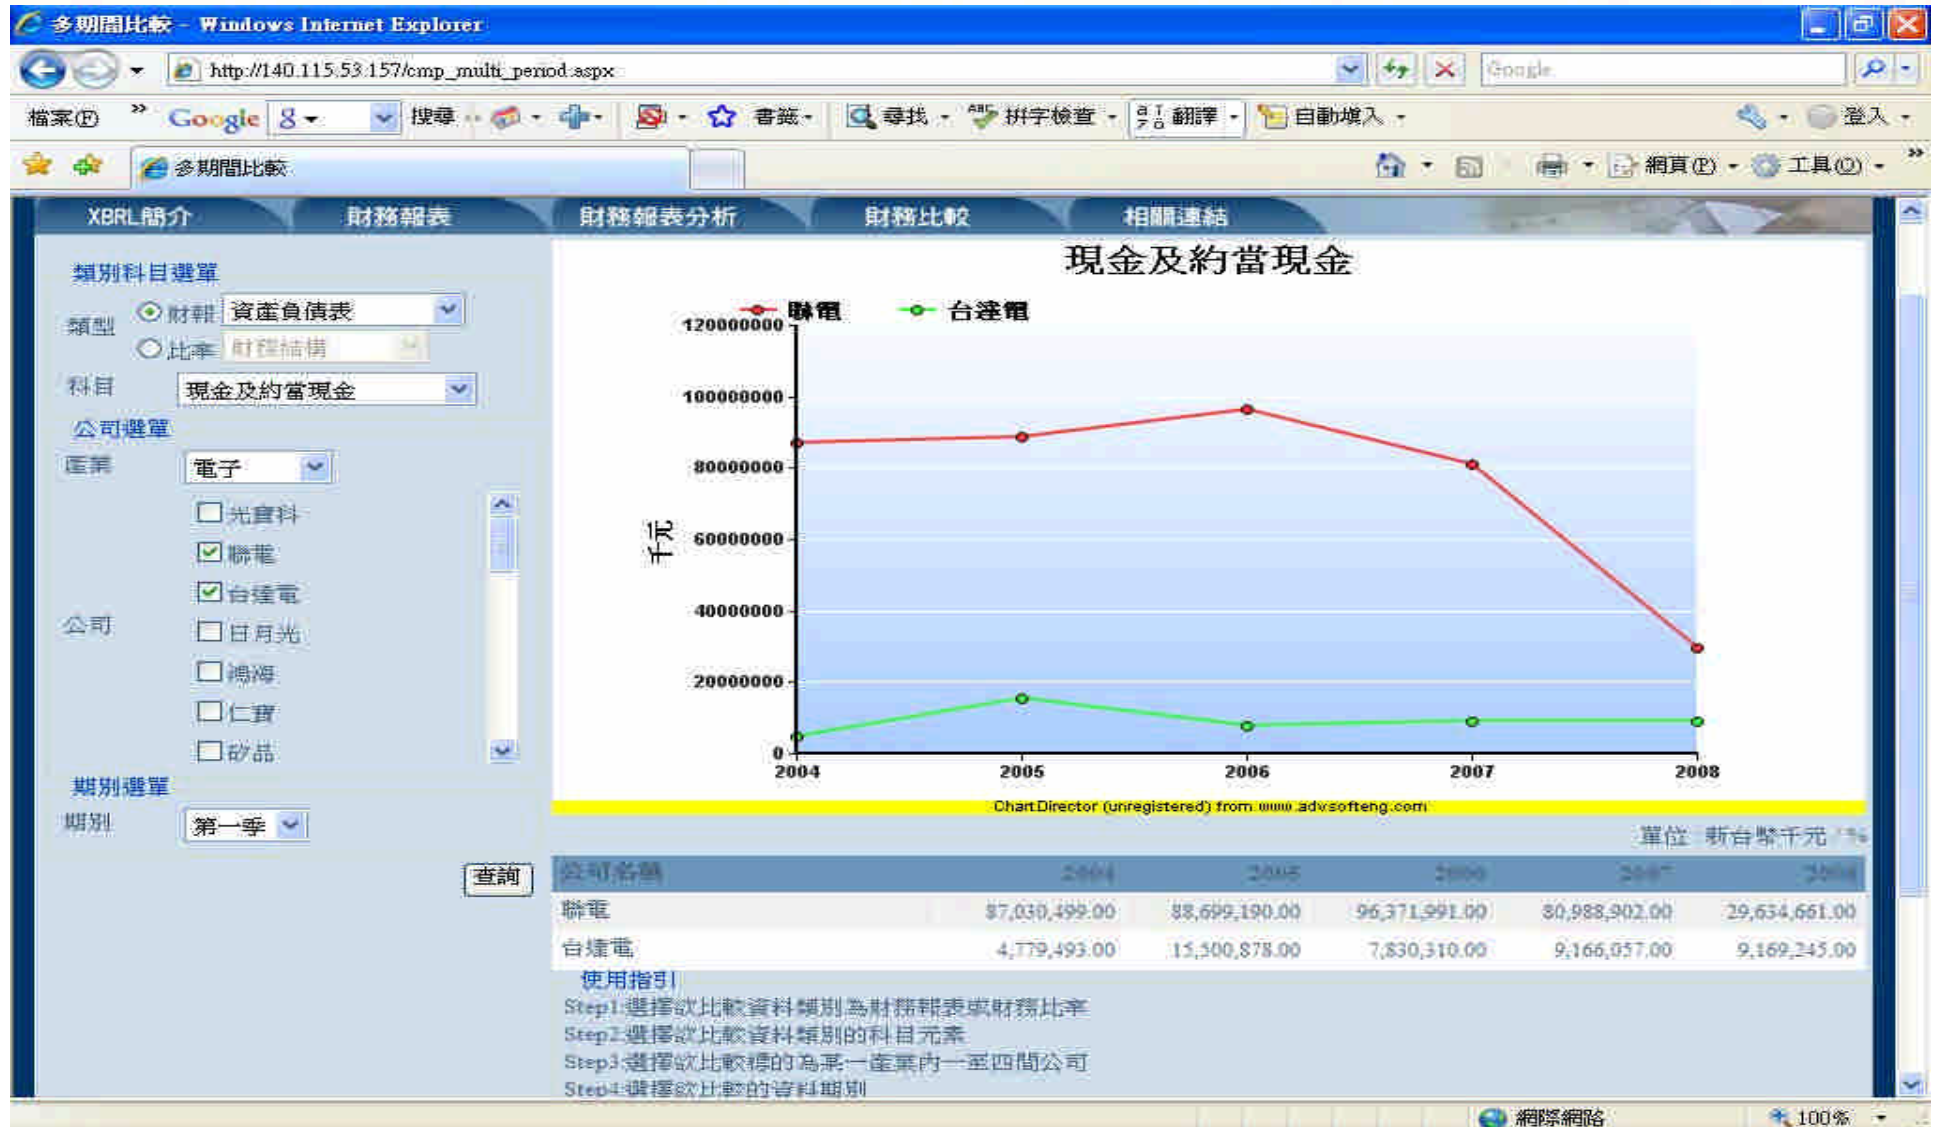 多期間比較 - Windows Internet Explorer
http://140.115.53.157/cmp_multi_period.aspx
Google
檔案(F) » Google 搜尋 書籤 尋找 拼字檢查 翻譯 自動填入 登入
多期間比較 網頁(P) 工具(O) »
XBRL簡介 財務報表 財務報表分析 財務比較 相關連結
類別科目選單
類型 財報 資產負債表
比率 財務結構
科目 現金及約當現金
公司選單
產業 電子
光寶科
聯電
台達電
公司 日月光
鴻海
仁寶
矽品
期別選單
期別 第一季
查詢
現金及約當現金
聯電 台達電
120000000
100000000
80000000
千元
60000000
40000000
20000000
0
2004 2005 2006 2007 2008
ChartDirector (unregistered) from www.advsofteng.com
單位 新台幣千元 / %
公司名稱 2004 2005 2006 2007 2008
聯電 87,030,499.00 88,699,190.00 96,371,991.00 80,988,902.00 29,634,661.00
台達電 4,779,493.00 15,500,878.00 7,830,310.00 9,166,057.00 9,169,245.00
使用指引
Step1:選擇欲比較資料類別為財務報表或財務比率
Step2:選擇欲比較資料類別的科目元素
Step3:選擇欲比較標的為某一產業內一至四間公司
Step4:選擇欲比較的資料期別
網際網路 100%